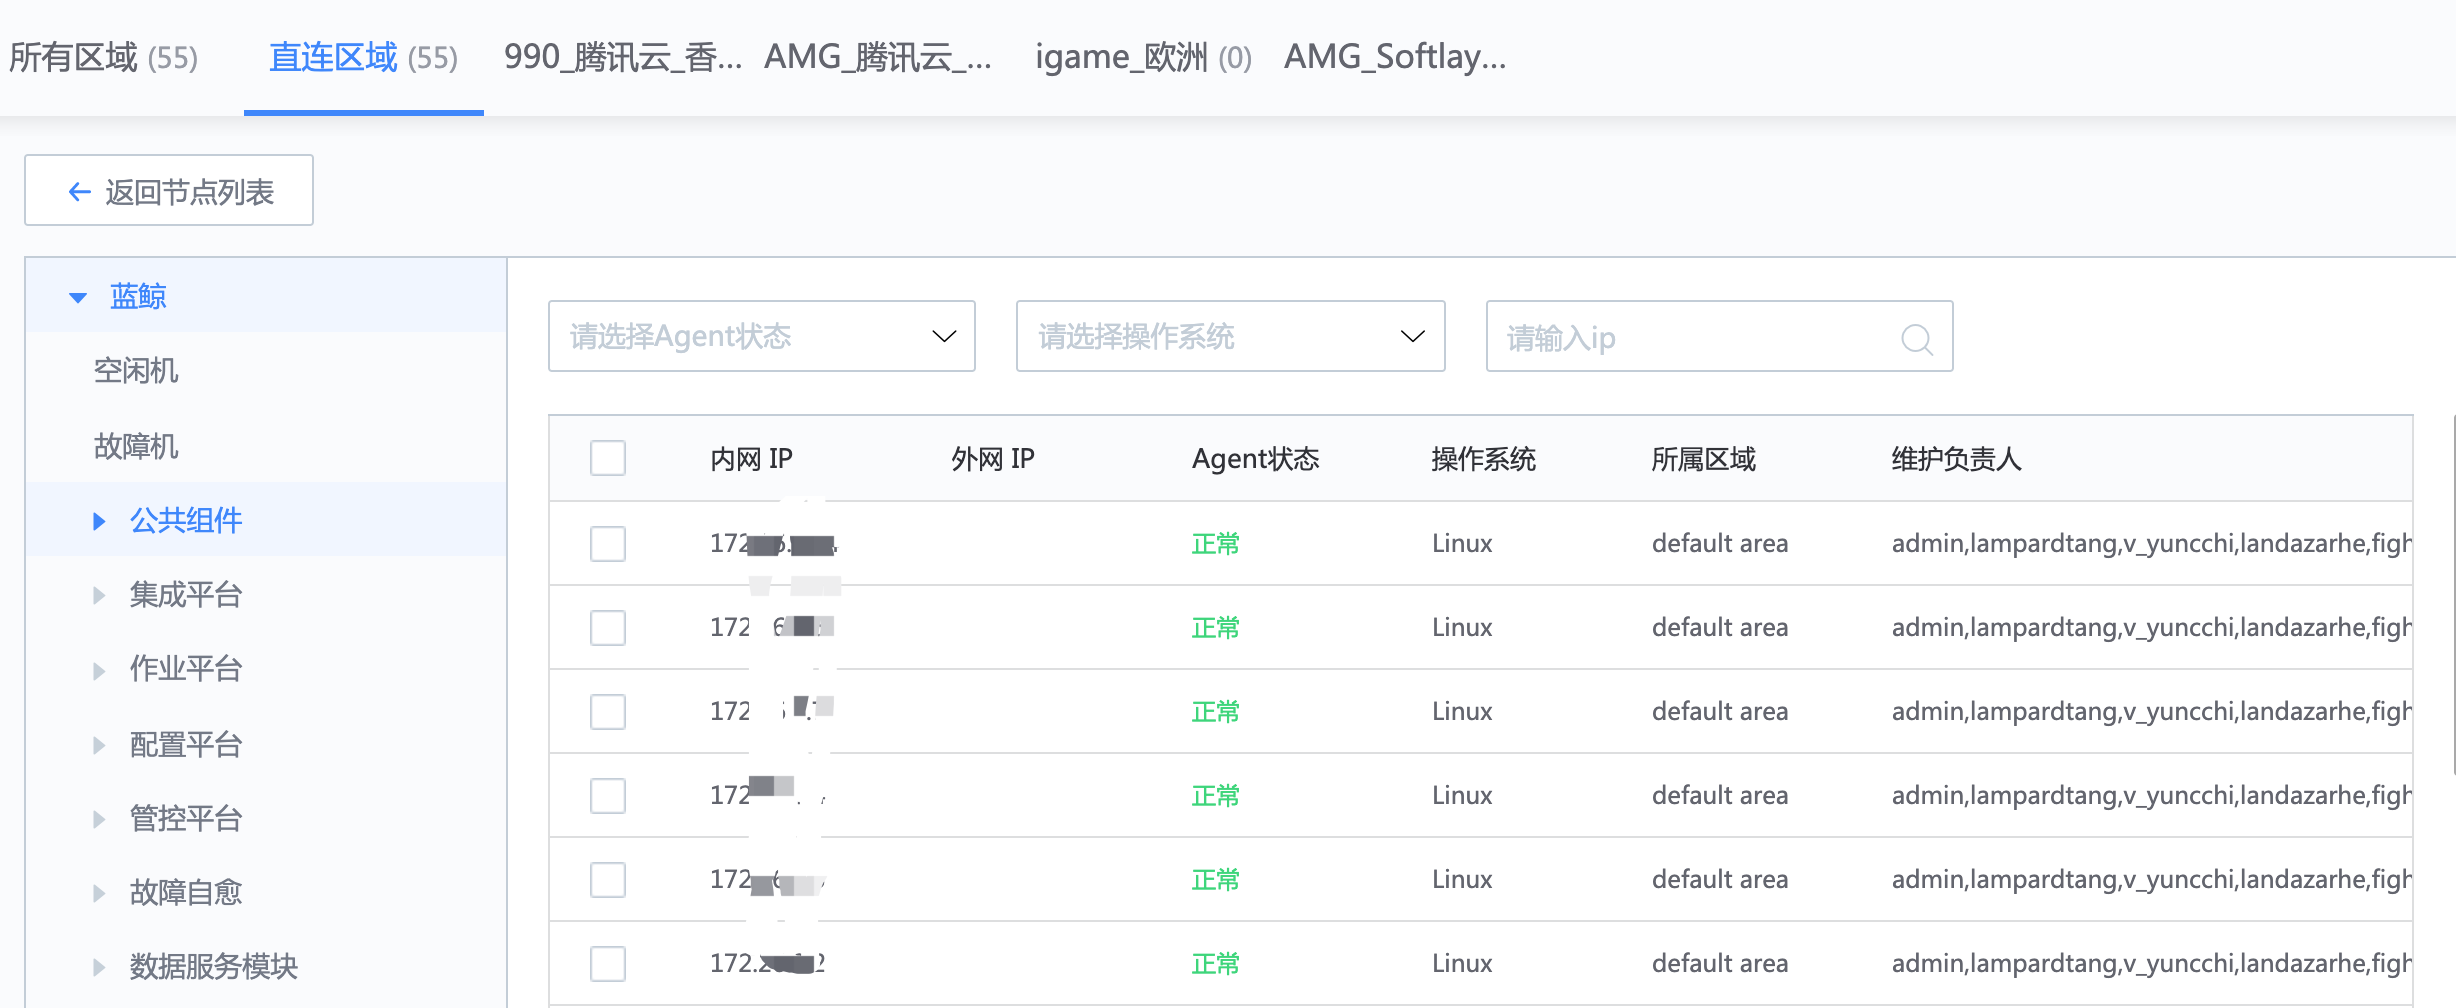 所有区域 (55) 直连区域 (55) 990_腾讯云_香... AMG_腾讯云_... igame_欧洲 (0) AMG_Softlay...
返回节点列表
蓝鲸
空闲机
故障机
公共组件
集成平台
作业平台
配置平台
管控平台
故障自愈
数据服务模块
请选择Agent状态 请选择操作系统 请输入ip
内网 IP 外网 IP Agent状态 操作系统 所属区域 维护负责人
172 正常 Linux default area admin,lampardtang,v_yuncchi,landazarhe,figh
172 正常 Linux default area admin,lampardtang,v_yuncchi,landazarhe,figh
172 正常 Linux default area admin,lampardtang,v_yuncchi,landazarhe,figh
172 正常 Linux default area admin,lampardtang,v_yuncchi,landazarhe,figh
172 正常 Linux default area admin,lampardtang,v_yuncchi,landazarhe,figh
172. 正常 Linux default area admin,lampardtang,v_yuncchi,landazarhe,figh